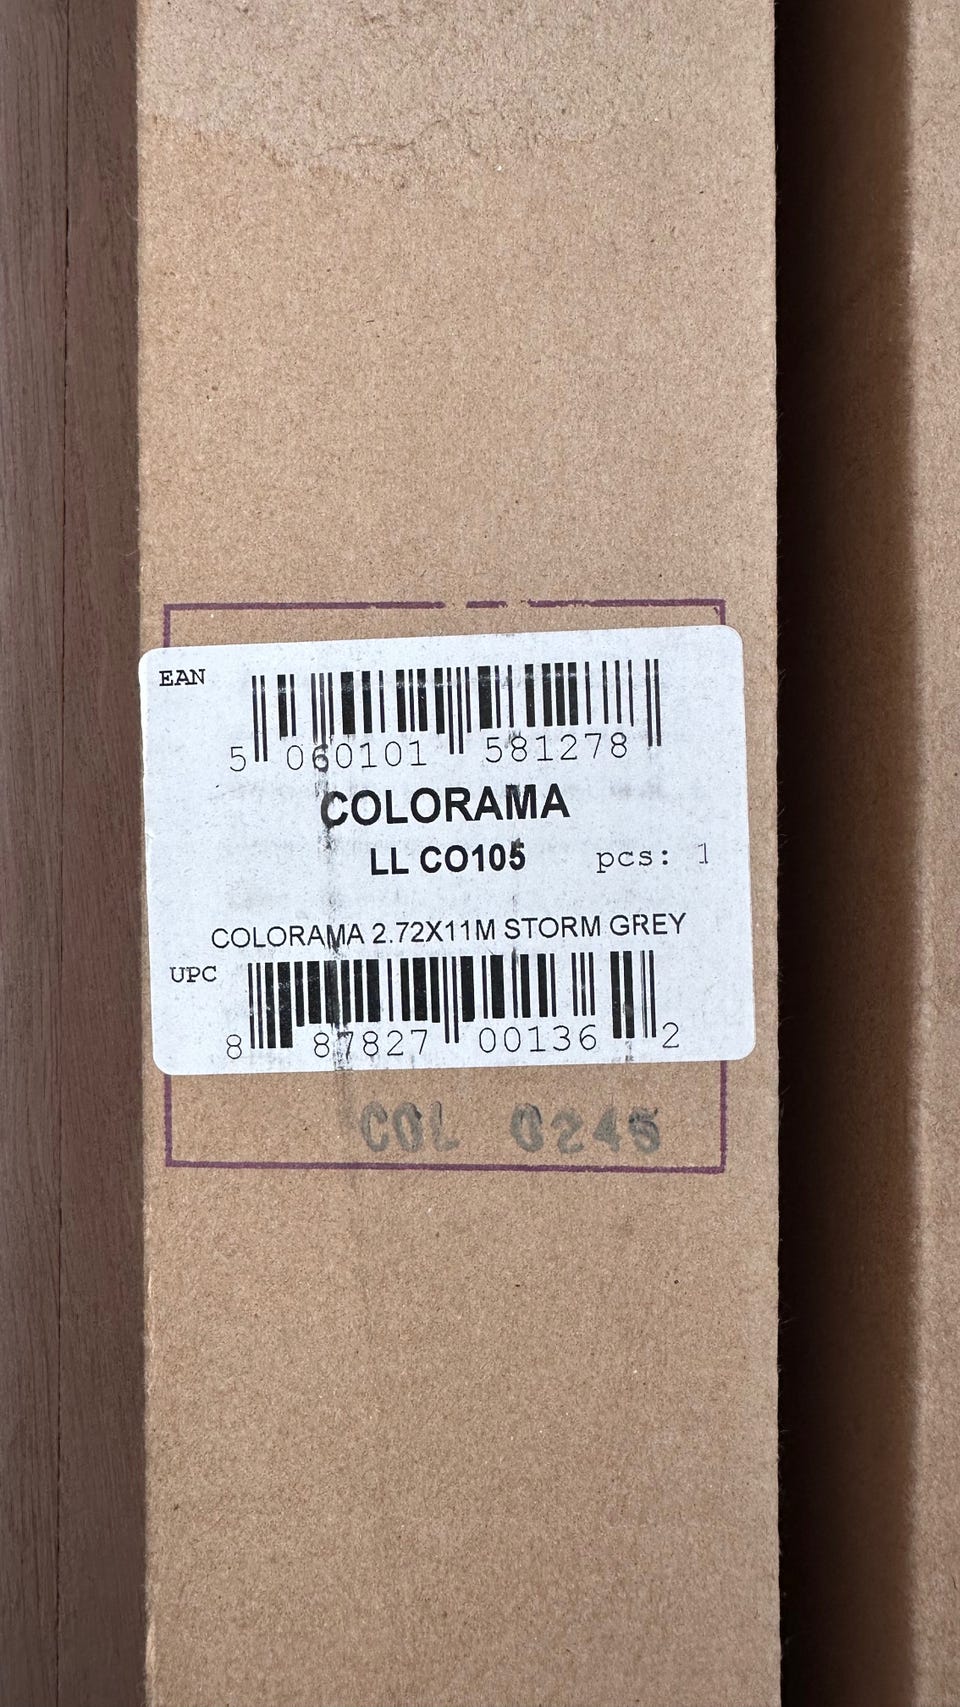 EAN
5 060101 581278
COLORAMA
LL CO105 pcs: 1
COLORAMA 2.72X11M STORM GREY
UPC
8 87827 00136 2
COL 0245